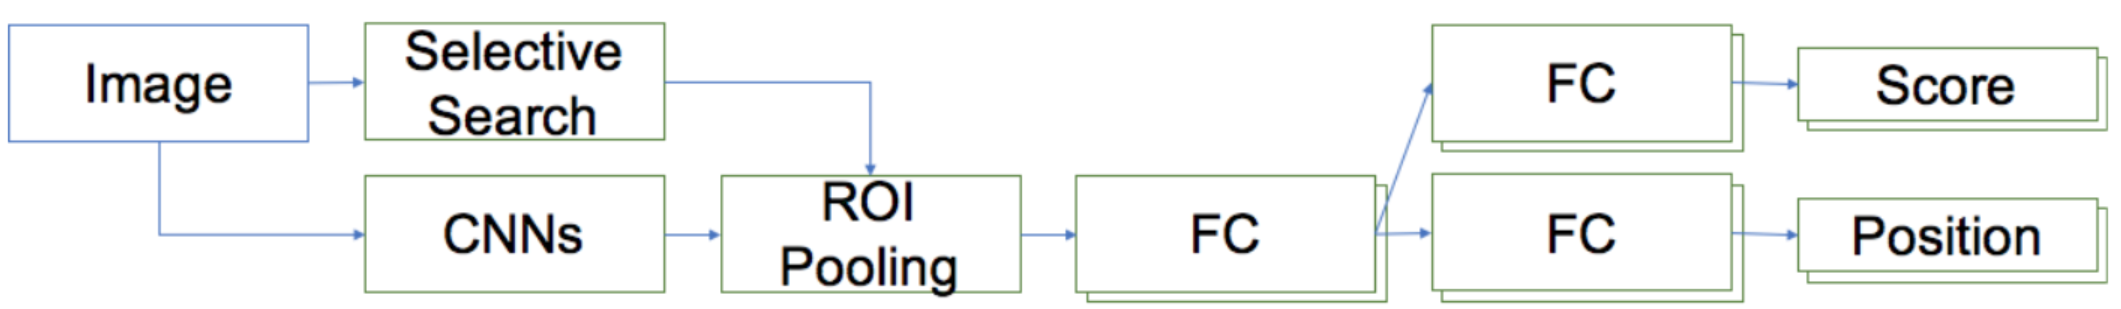 Image
Selective
Search
CNNs
ROI
Pooling
FC
FC
Score
FC
Position